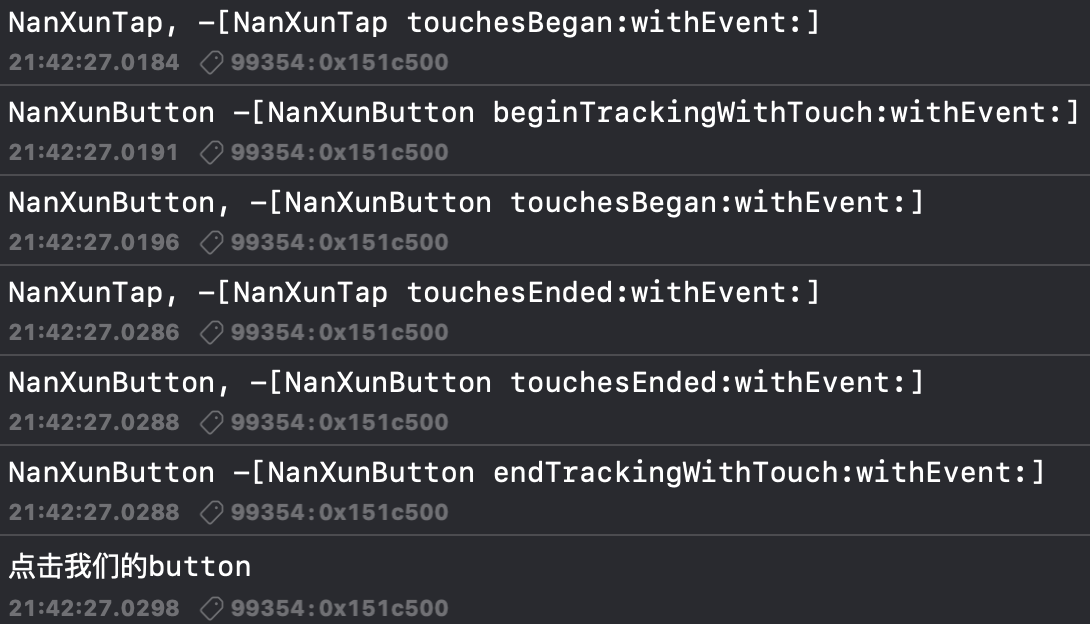 NanXunTap, -[NanXunTap touchesBegan:withEvent:]
21:42:27.0184 99354:0x151c500
NanXunButton -[NanXunButton beginTrackingWithTouch:withEvent:]
21:42:27.0191 99354:0x151c500
NanXunButton, -[NanXunButton touchesBegan:withEvent:]
21:42:27.0196 99354:0x151c500
NanXunTap, -[NanXunTap touchesEnded:withEvent:]
21:42:27.0286 99354:0x151c500
NanXunButton, -[NanXunButton touchesEnded:withEvent:]
21:42:27.0288 99354:0x151c500
NanXunButton -[NanXunButton endTrackingWithTouch:withEvent:]
21:42:27.0288 99354:0x151c500
点击我们的button
21:42:27.0298 99354:0x151c500